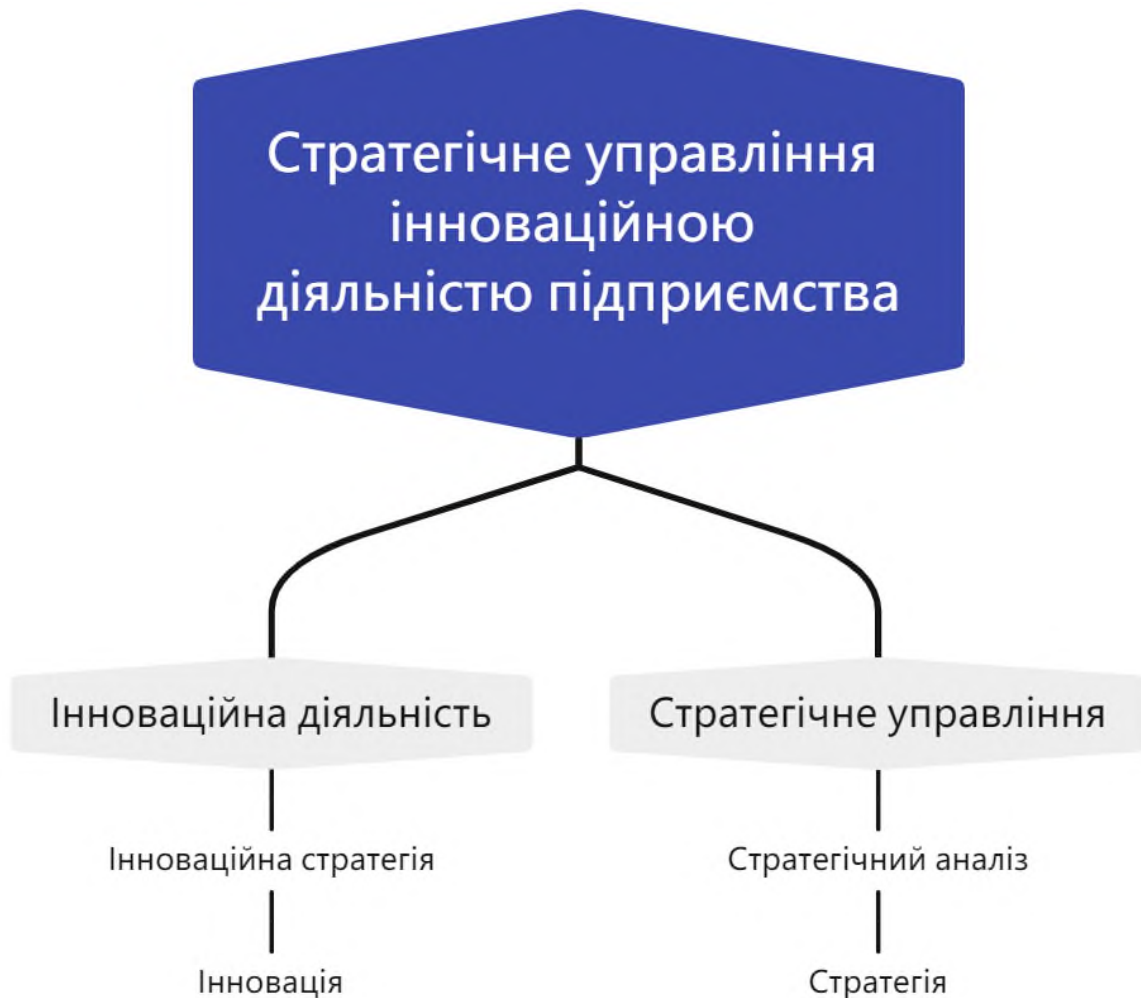 Стратегічне управління
інноваційною
діяльністю підприємства
Інноваційна діяльність
Стратегічне управління
Інноваційна стратегія
Стратегічний аналіз
Інновація
Стратегія